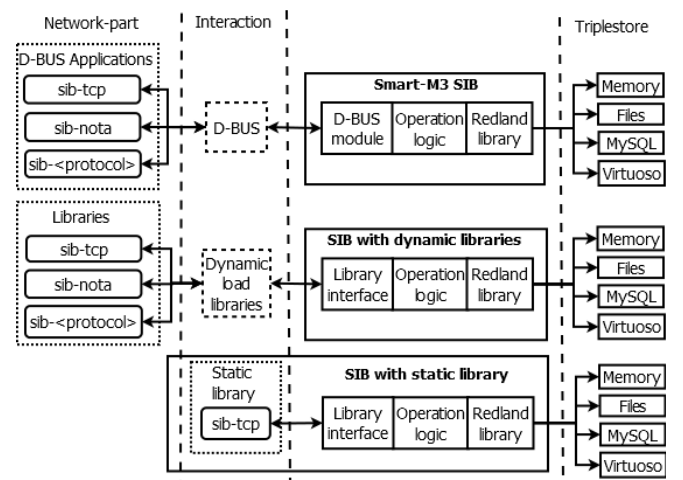 Network-part
Interaction
Triplestore
D-BUS Applications
sib-tcp
sib-nota
sib-<protocol>
D-BUS
Smart-M3 SIB
D-BUS
module
Operation
logic
Redland
library
Memory
Files
MySQL
Virtuoso
Libraries
sib-tcp
sib-nota
sib-<protocol>
Dynamic
load
libraries
SIB with dynamic libraries
Library
interface
Operation
logic
Redland
library
Memory
Files
MySQL
Virtuoso
Static
library
sib-tcp
SIB with static library
Library
interface
Operation
logic
Redland
library
Memory
Files
MySQL
Virtuoso